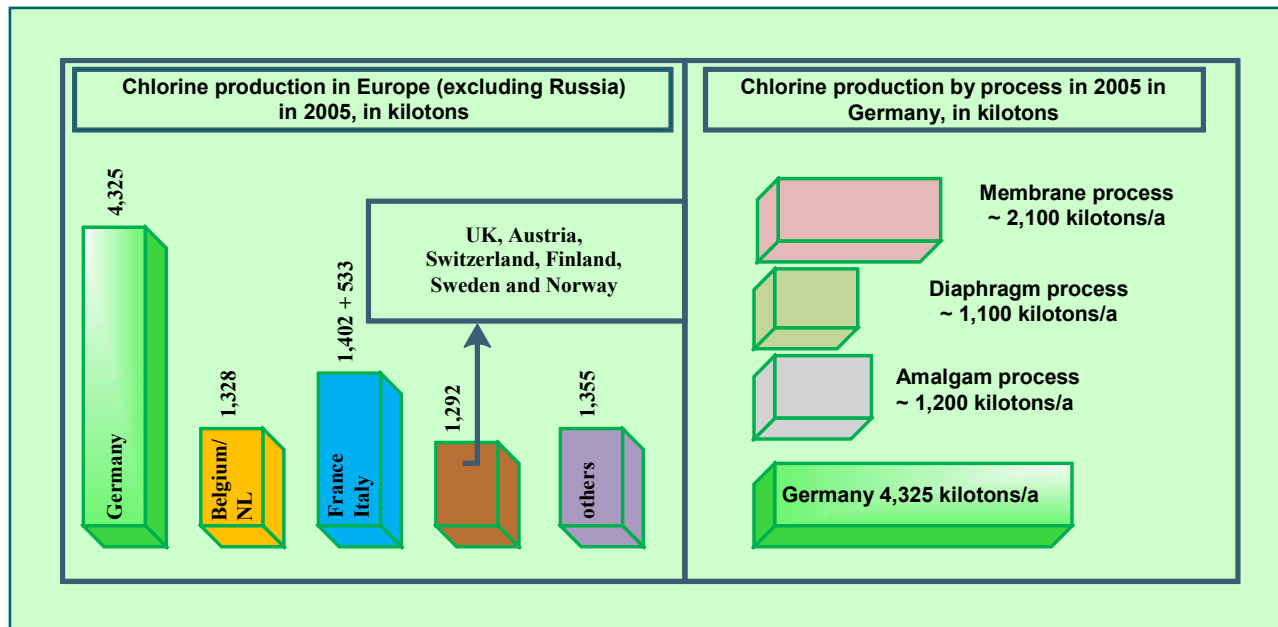 Chlorine production in Europe (excluding Russia)
in 2005, in kilotons
4,325
Germany
1,328
Belgium/
NL
1,402 + 533
France
Italy
1,292
UK, Austria,
Switzerland, Finland,
Sweden and Norway
1,355
others
Chlorine production by process in 2005 in
Germany, in kilotons
Membrane process
~ 2,100 kilotons/a
Diaphragm process
~ 1,100 kilotons/a
Amalgam process
~ 1,200 kilotons/a
Germany 4,325 kilotons/a